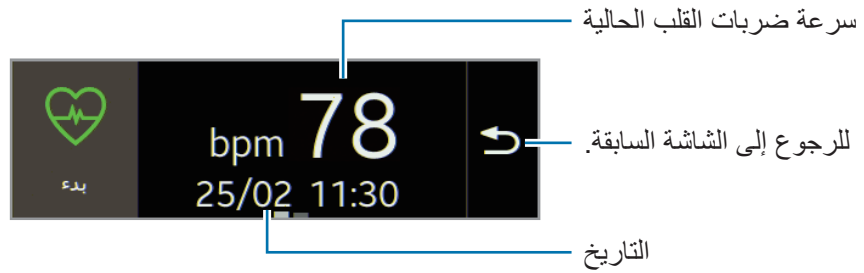 سرعة ضربات القلب الحالية
78 bpm
للرجوع إلى الشاشة السابقة.
بدء
25/02 11:30
التاريخ